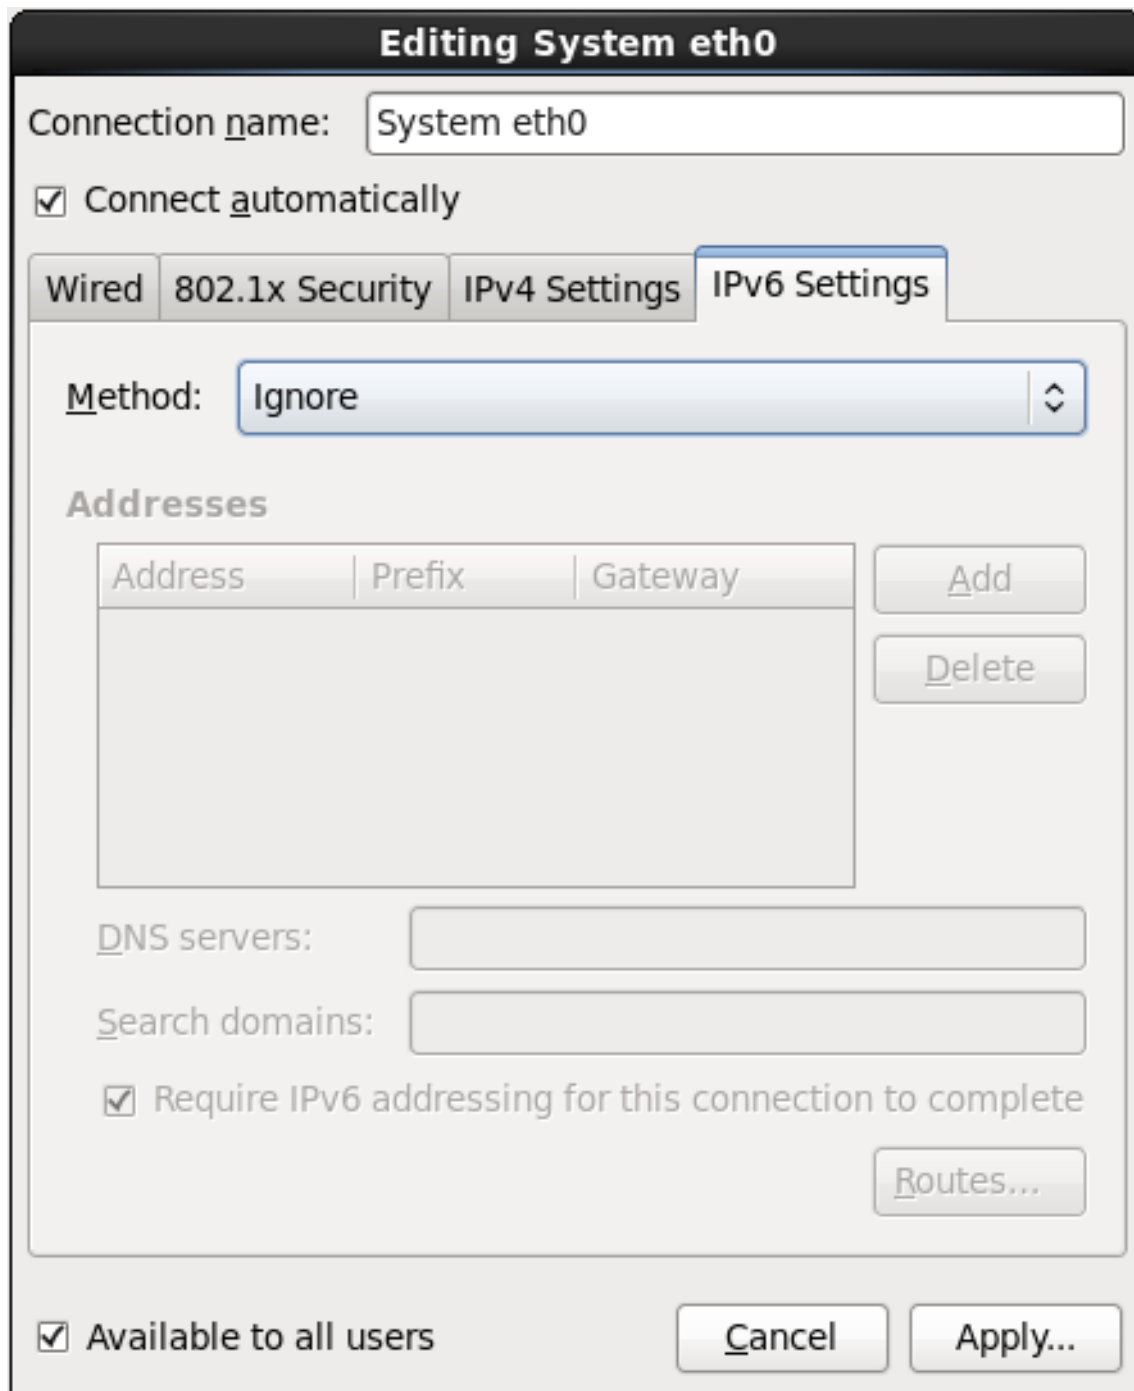 Editing System eth0
Connection name: System eth0
Connect automatically
Wired 802.1x Security IPv4 Settings IPv6 Settings
Method: Ignore
Addresses
Address Prefix Gateway Add
Delete
DNS servers:
Search domains:
Require IPv6 addressing for this connection to complete
Routes...
Available to all users Cancel Apply...